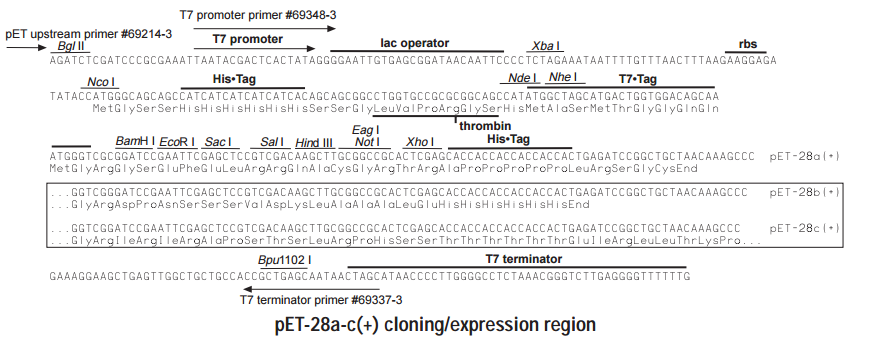 T7 promoter primer #69348-3
pET upstream primer #69214-3
Bgl II
T7 promoter
lac operator
Xba I
rbs
AGATCTCGATCCCGCGAAATTAATACGACTCACTATAGGGGAATTGTGAGCGGATAACAATTCCCCTCTAGAAATAATTTTGTTTAACTTTAAGAAGGAGA
Nco I
His•Tag
Nde I
Nhe I
T7•Tag
TATACCATGGGCAGCAGCCATCATCATCATCATCACAGCAGCGGCCTGGTGCCGCGCGGCAGCCATATGGCTAGCATGACTGGTGGACAGCAA
MetGlySerSerHisHisHisHisHisHisSerSerGlyLeuValProArgGlySerHisMetAlaSerMetThrGlyGlyGlnGln
thrombin
BamH I
EcoR I
Sac I
Sal I
Hind III
Eag I
Not I
Xho I
His•Tag
ATGGGTCGCGGATCCGAATTCGAGCTCCGTCGACAAGCTTGCGGCCGCACTCGAGCACCACCACCACCACCACTGAGATCCGGCTGCTAACAAAGCCC
pET-28a(+)
MetGlyArgGlySerGluPheGluLeuArgArgGlnAlaCysGlyArgThrArgAlaProProProProProLeuArgSerGlyCysEnd
...GGTCGGGATCCGAATTCGAGCTCCGTCGACAAGCTTGCGGCCGCACTCGAGCACCACCACCACCACCACTGAGATCCGGCTGCTAACAAAGCCC
pET-28b(+)
...GlyArgAspProAsnSerSerSerValAspLysLeuAlaAlaAlaLeuGluHisHisHisHisHisHisEnd
...GGTCGGATCCGAATTCGAGCTCCGTCGACAAGCTTGCGGCCGCACTCGAGCACCACCACCACCACCACTGAGATCCGGCTGCTAACAAAGCCC
pET-28c(+)
...GlyArgIleArgIleArgAlaProSerThrSerLeuArgProHisSerSerThrThrThrThrThrThrGluIleArgLeuLeuThrLysPro...
Bpu1102 I
T7 terminator
GAAAGGAAGCTGAGTTGGCTGCTGCCACCGCTGAGCAATAACTAGCATAACCCCTTGGGGCCTCTAAACGGGTCTTGAGGGGTTTTTTG
T7 terminator primer #69337-3
pET-28a-c(+) cloning/expression region